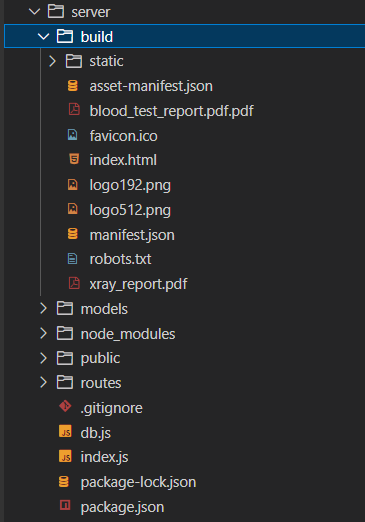 server
build
static
asset-manifest.json
blood_test_report.pdf.pdf
favicon.ico
index.html
logo192.png
logo512.png
manifest.json
robots.txt
xray_report.pdf
models
node_modules
public
routes
.gitignore
JS db.js
JS index.js
package-lock.json
package.json